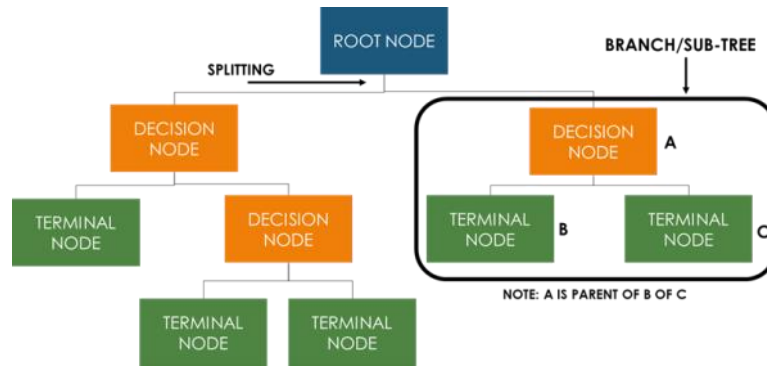 ROOT NODE
BRANCH/SUB-TREE
SPLITTING
DECISION
NODE
DECISION
NODE
A
TERMINAL
NODE
DECISION
NODE
TERMINAL
NODE
B
TERMINAL
NODE
C
NOTE: A IS PARENT OF B OF C
TERMINAL
NODE
TERMINAL
NODE